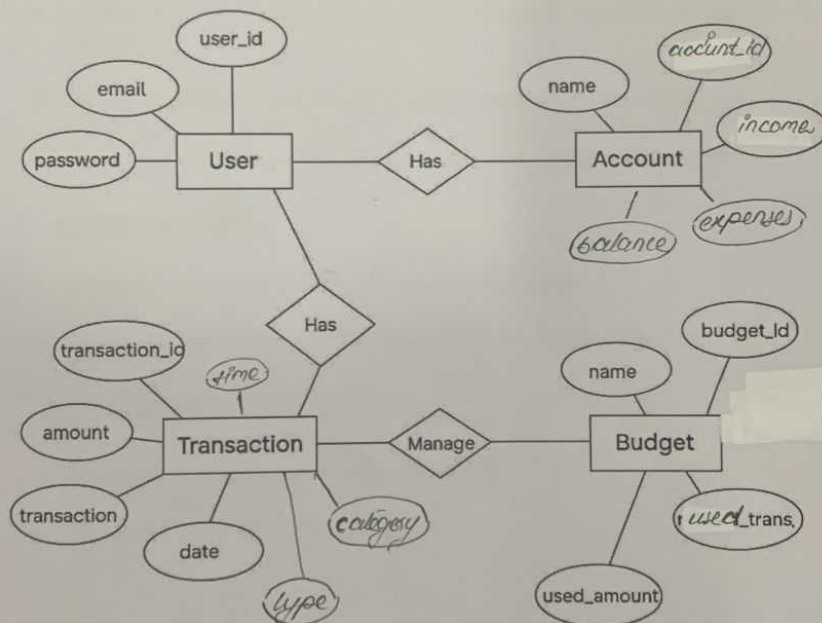 user_id
email
password
User
Has
name
account_id
income
Account
expenses
balance
Has
transaction_id
time
amount
Transaction
transaction
date
type
category
Manage
name
budget_Id
Budget
used_trans.
used_amount